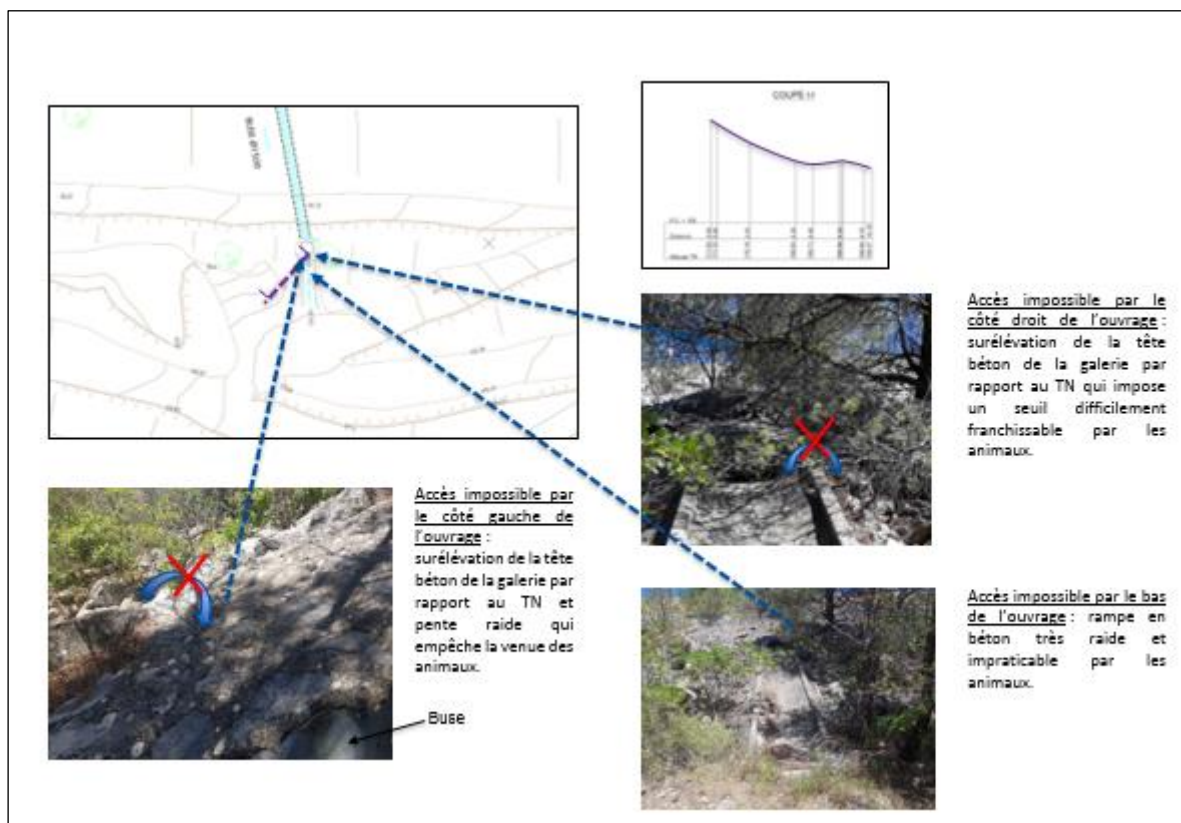 COUPE 1-1
Accès impossible par le
côté droit de l'ouvrage :
surélévation de la tête
béton de la galerie par
rapport au TN qui impose
un seuil difficilement
franchissable par les
animaux.
Accès impossible par
le côté gauche de
l'ouvrage :
surélévation de la tête
béton de la galerie par
rapport au TN et
pente raide qui
empêche la venue des
animaux.
Buse
Accès impossible par le bas
de l'ouvrage : rampe en
béton très raide et
impraticable par les
animaux.